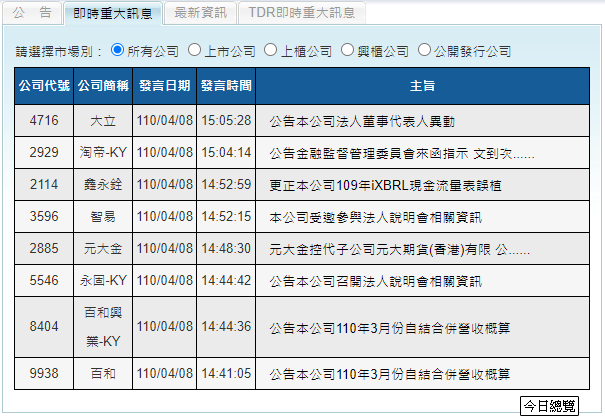 公　告 即時重大訊息 最新資訊 TDR即時重大訊息
請選擇市場別： 所有公司 上市公司 上櫃公司 興櫃公司 公開發行公司
公司代號 公司簡稱 發言日期 發言時間 主旨
4716 大立 110/04/08 15:05:28 公告本公司法人董事代表人異動
2929 淘帝-KY 110/04/08 15:04:14 公告金融監督管理委員會來函指示 文到次......
2114 鑫永銓 110/04/08 14:52:59 更正本公司109年iXBRL現金流量表誤植
3596 智易 110/04/08 14:52:15 本公司受邀參與法人說明會相關資訊
2885 元大金 110/04/08 14:48:30 元大金控代子公司元大期貨(香港)有限 公......
5546 永固-KY 110/04/08 14:44:42 公告本公司召開法人說明會相關資訊
8404 百和興
業-KY 110/04/08 14:44:36 公告本公司110年3月份自結合併營收概算
9938 百和 110/04/08 14:41:05 公告本公司110年3月份自結合併營收概算
今日總覽